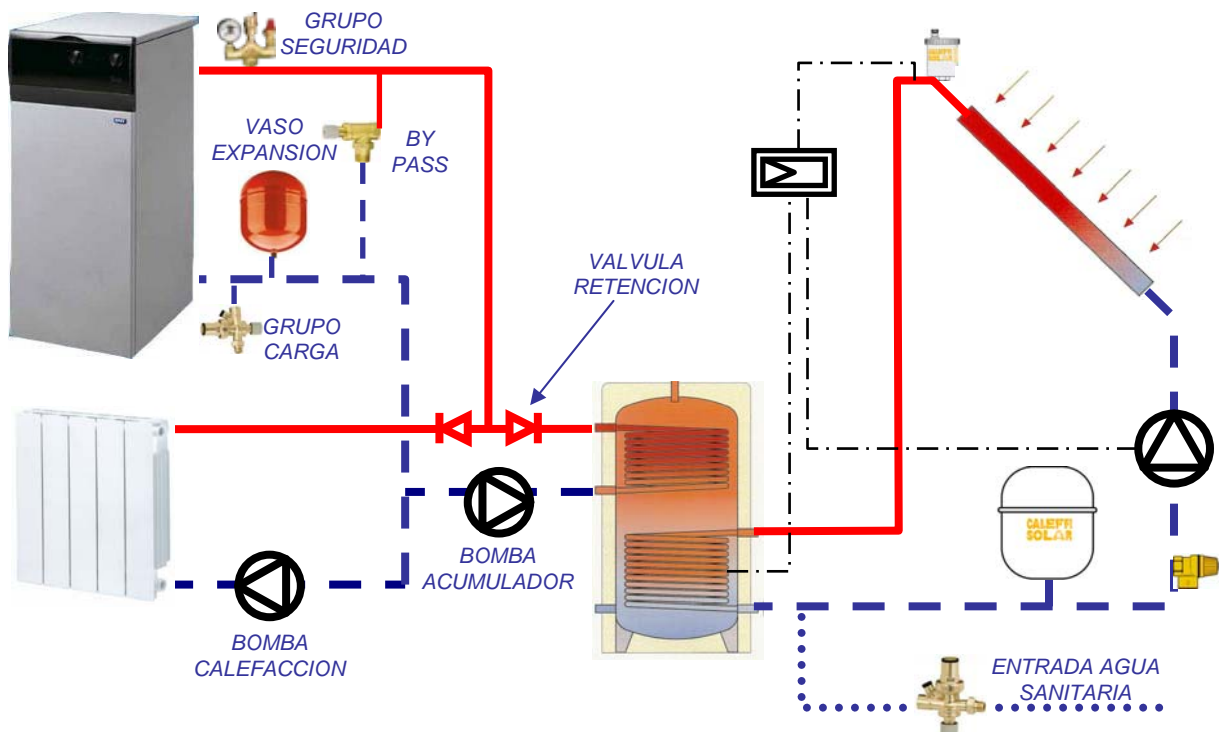 GRUPO
SEGURIDAD
VASO
EXPANSION
BY
PASS
VALVULA
RETENCION
GRUPO
CARGA
BOMBA
ACUMULADOR
BOMBA
CALEFACCION
CALEFFI
SOLAR
ENTRADA AGUA
SANITARIA